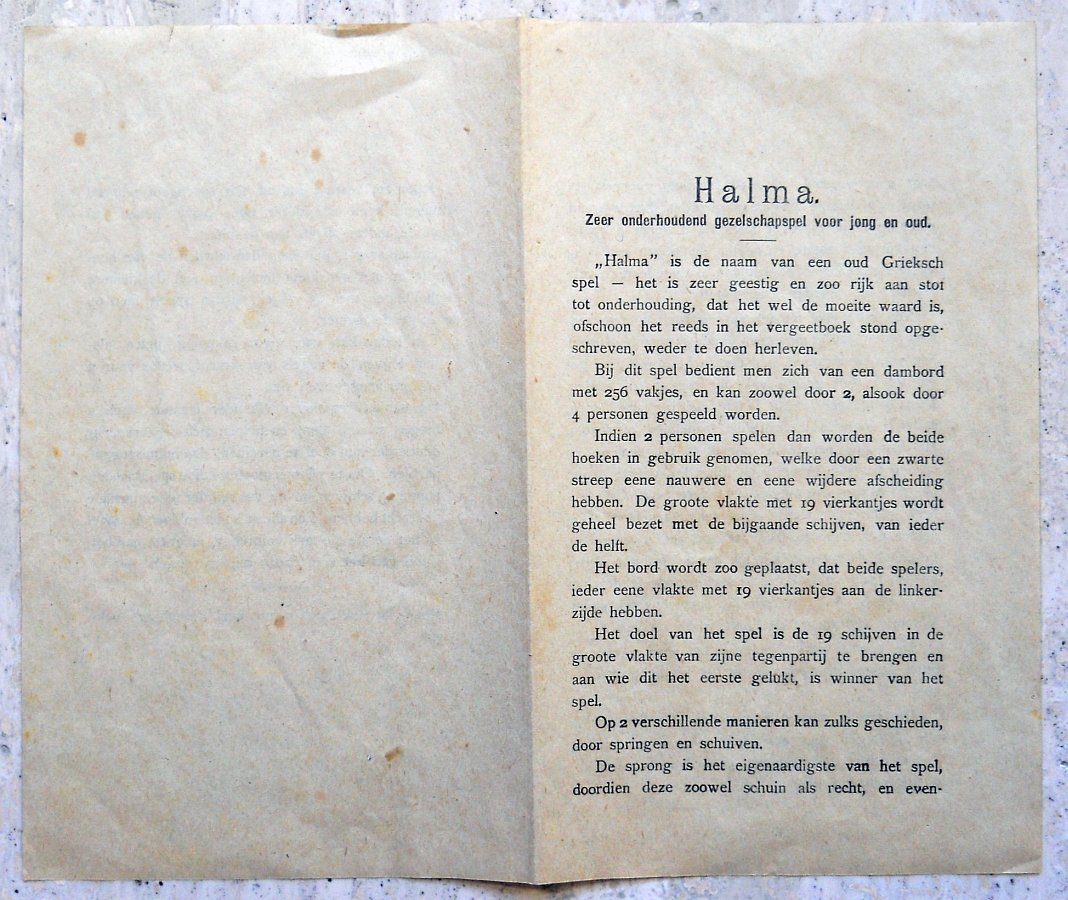 Halma.
Zeer onderhoudend gezelschapspel voor jong en oud.
„Halma” is de naam van een oud Grieksch
spel — het is zeer geestig en zoo rijk aan stof
tot onderhouding, dat het wel de moeite waard is,
ofschoon het reeds in het vergeetboek stond opge-
schreven, weder te doen herleven.
Bij dit spel bedient men zich van een dambord
met 256 vakjes, en kan zoowel door 2, alsook door
4 personen gespeeld worden.
Indien 2 personen spelen dan worden de beide
hoeken in gebruik genomen, welke door een zwarte
streep eene nauwere en eene wijdere afscheiding
hebben. De groote vlakte met 19 vierkantjes wordt
geheel bezet met de bijgaande schijven, van ieder
de helft.
Het bord wordt zoo geplaatst, dat beide spelers,
ieder eene vlakte met 19 vierkantjes aan de linker-
zijde hebben.
Het doel van het spel is de 19 schijven in de
groote vlakte van zijne tegenpartij te brengen en
aan wie dit het eerste gelukt, is winner van het
spel.
Op 2 verschillende manieren kan zulks geschieden,
door springen en schuiven.
De sprong is het eigenaardigste van het spel,
doordien deze zoowel schuin als recht, en even-